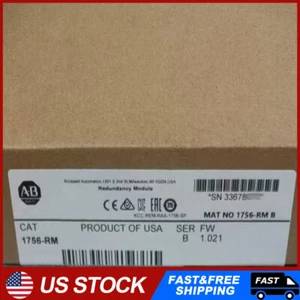 Rockwell Automation, 1201 S. 2nd St. Milwaukee, WI 53204, USA
Redundancy Module
AB
*SN 33678
MAT NO 1756-RM B
CAT
PRODUCT OF USA
SER FW
1756-RM
B 1.021
US STOCK
FAST&FREE
SHIPPING